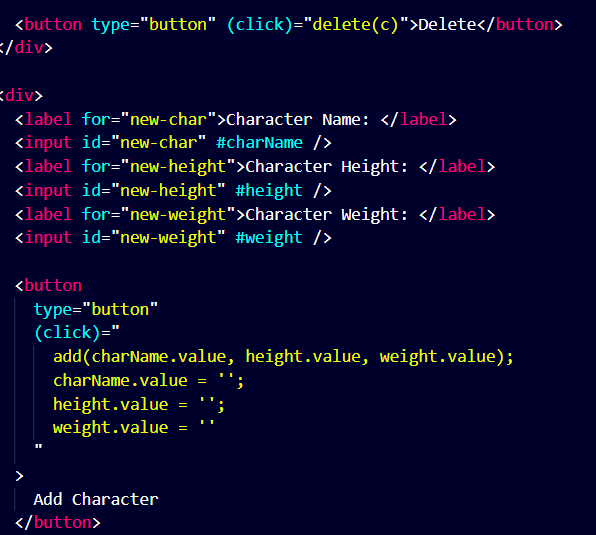 <button type="button" (click)="delete(c)">Delete</button>
</div>
<div>
<label for="new-char">Character Name: </label>
<input id="new-char" #charName />
<label for="new-height">Character Height: </label>
<input id="new-height" #height />
<label for="new-weight">Character Weight: </label>
<input id="new-weight" #weight />
<button
type="button"
(click)="
add(charName.value, height.value, weight.value);
charName.value = '';
height.value = '';
weight.value = ''
"
>
Add Character
</button>